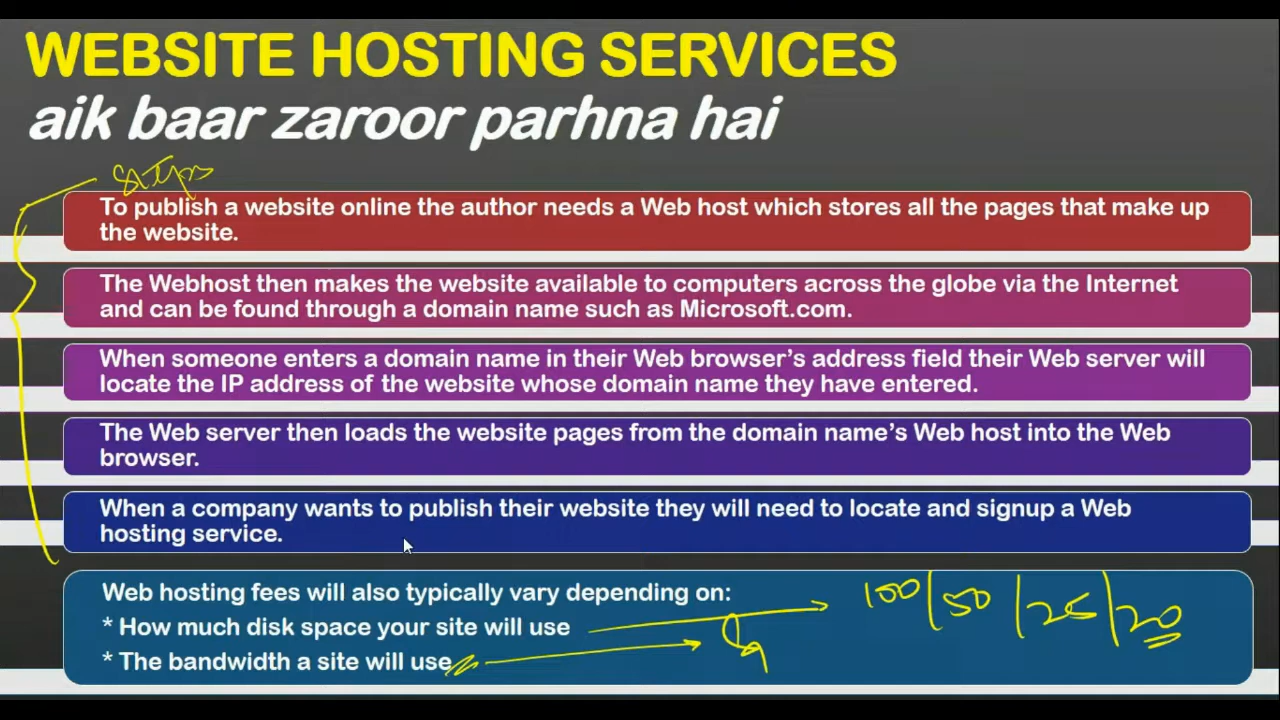 WEBSITE HOSTING SERVICES
aik baar zaroor parhna hai
steps
To publish a website online the author needs a Web host which stores all the pages that make up
the website.
The Webhost then makes the website available to computers across the globe via the Internet
and can be found through a domain name such as Microsoft.com.
When someone enters a domain name in their Web browser's address field their Web server will
locate the IP address of the website whose domain name they have entered.
The Web server then loads the website pages from the domain name's Web host into the Web
browser.
When a company wants to publish their website they will need to locate and signup a Web
hosting service.
Web hosting fees will also typically vary depending on:
* How much disk space your site will use
100/50/25/20
* The bandwidth a site will use